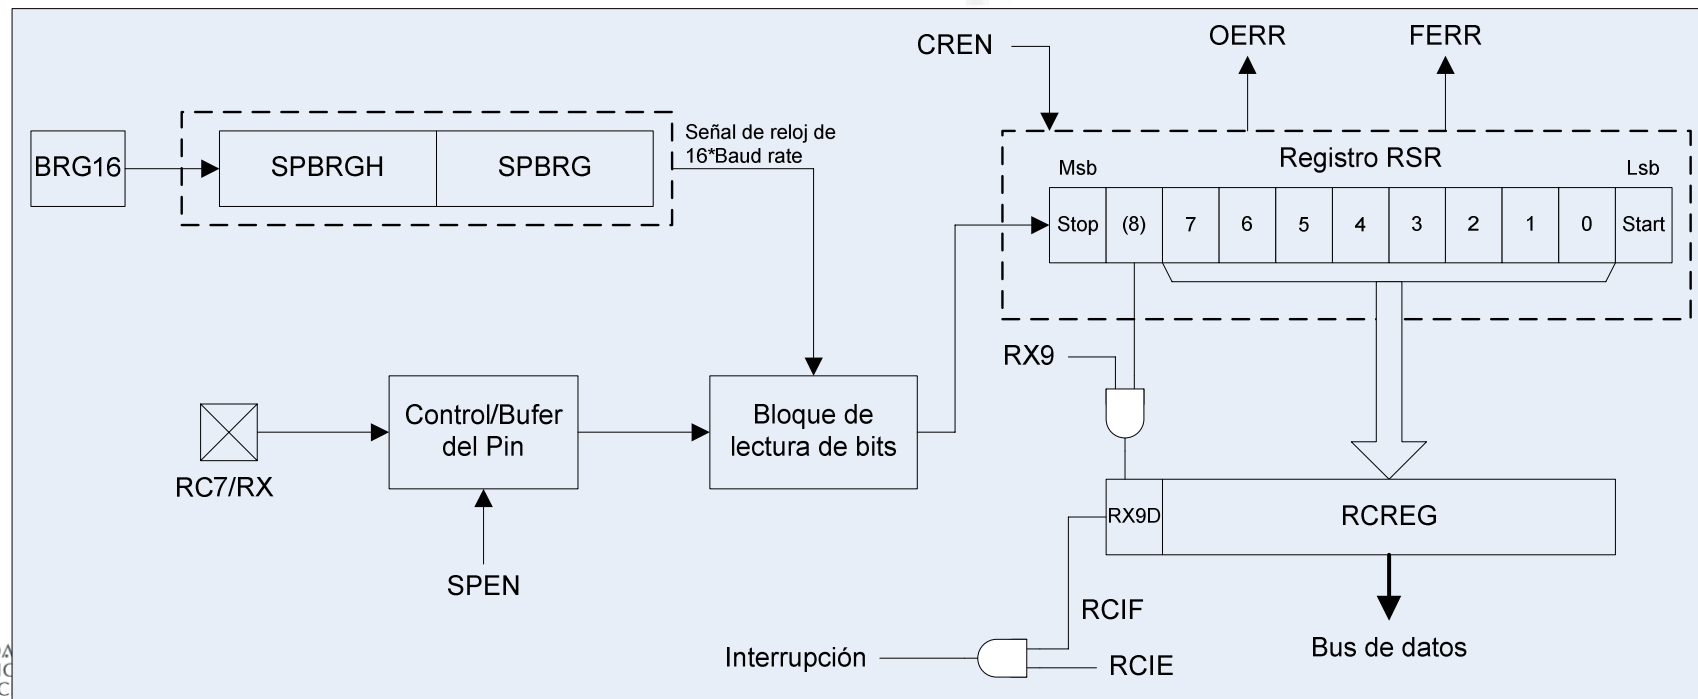 CREN
OERR
FERR
BRG16
SPBRGH
SPBRG
Señal de reloj de
16*Baud rate
Registro RSR
Msb
Lsb
Stop
(8)
7
6
5
4
3
2
1
0
Start
RX9
RC7/RX
Control/Bufer
del Pin
Bloque de
lectura de bits
SPEN
RX9D
RCREG
RCIF
RCIE
Interrupción
Bus de datos